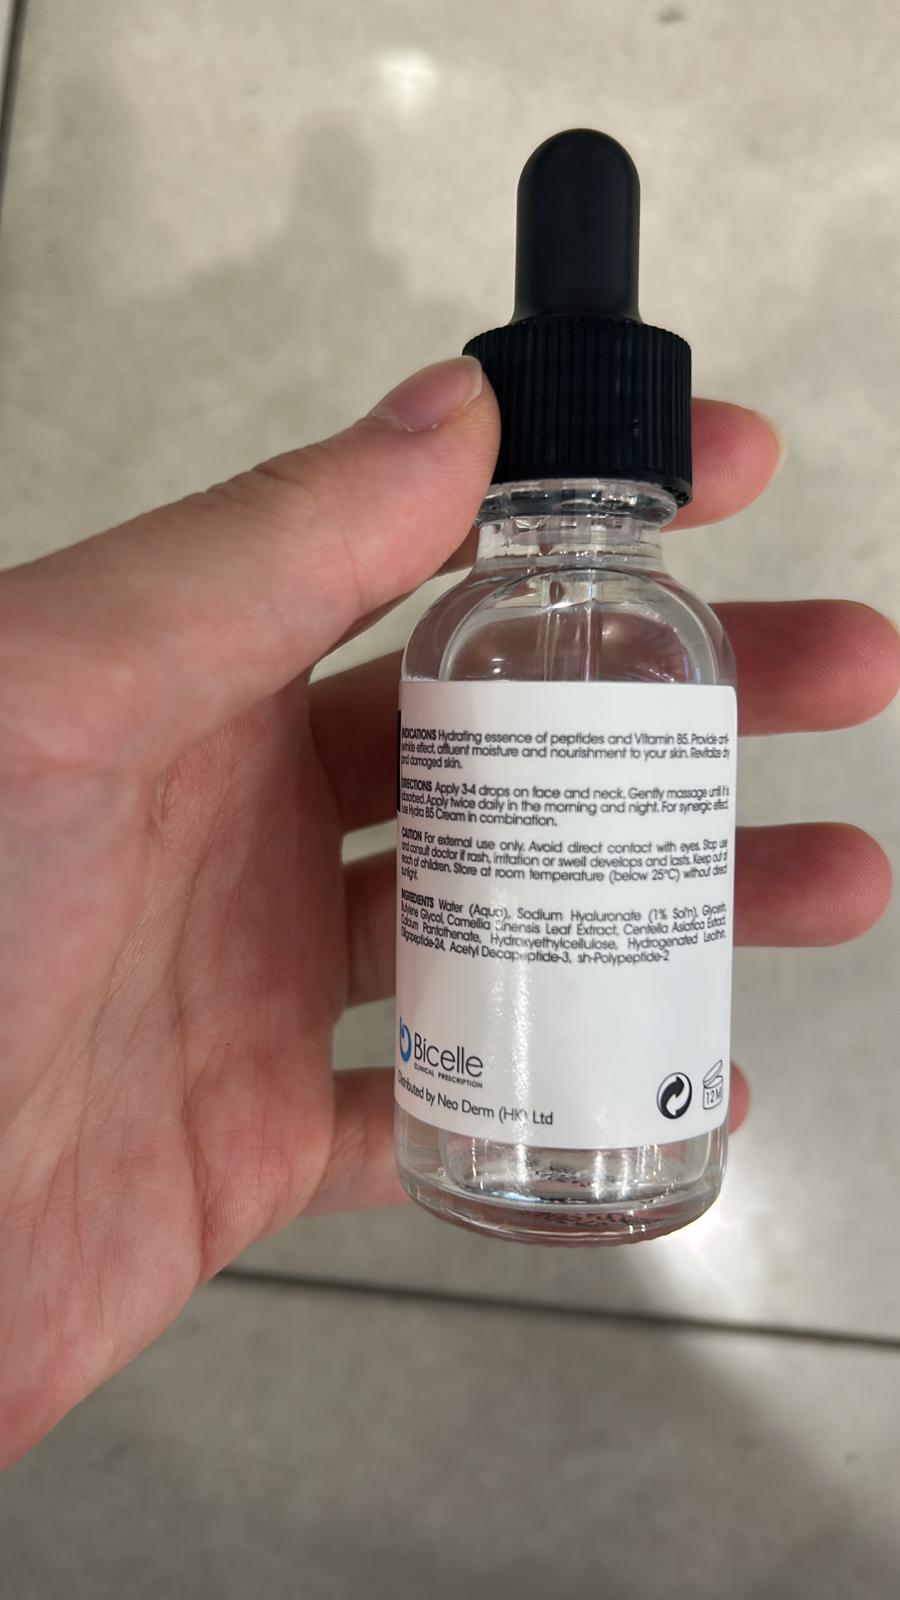 INDICATIONS Hydrating essence of peptides and Vitamin B5. Provide anti-
wrinkle effect, affluent moisture and nourishment to your skin. Revitalize dry
and damaged skin.
DIRECTIONS Apply 3-4 drops on face and neck. Gently massage until it is
absorbed. Apply twice daily in the morning and night. For synergic effect,
use Hydra B5 Cream in combination.
CAUTION For external use only. Avoid direct contact with eyes. Stop use
and consult doctor if rash, irritation or swell develops and lasts. Keep out of
reach of children. Store at room temperature (below 25°C) without direct
sunlight.
INGREDIENTS Water (Aqua), Sodium Hyaluronate (1% Sol'n), Glycerin,
Butylene Glycol, Camellia Sinensis Leaf Extract, Centella Asiatica Extract,
Calcium Pantothenate, Hydroxyethylcellulose, Hydrogenated Lecithin,
Oligopeptide-24, Acetyl Decapeptide-3, sh-Polypeptide-2
Bicelle
CLINICAL PRESCRIPTION
Distributed by Neo Derm (HK) Ltd
12M